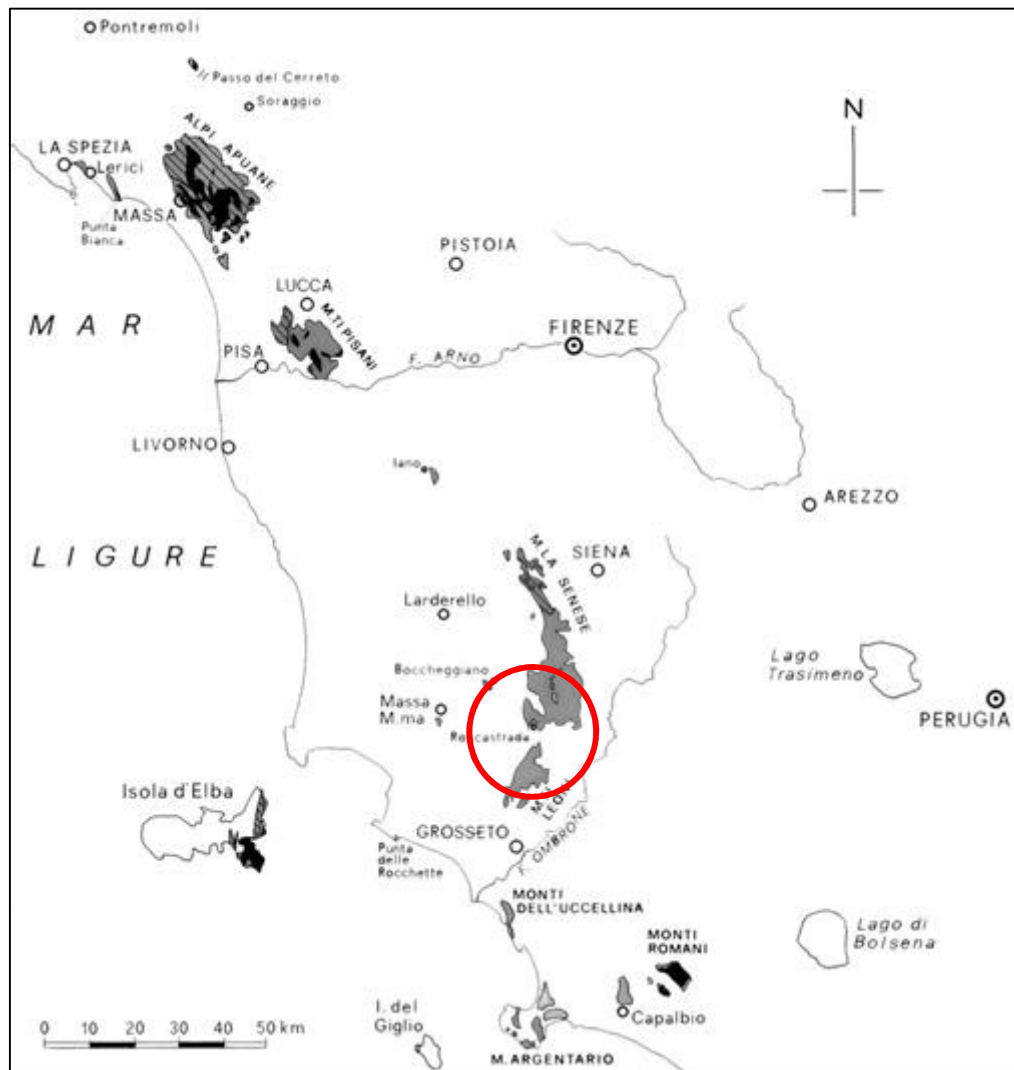 Pontremoli
Passo del Cerreto
Soraggio
ALPI APUANE
N
LA SPEZIA
Lerici
MASSA
Punta
Bianca
PISTOIA
LUCCA
M.TI PISANI
MAR
FIRENZE
PISA
F. ARNO
LIVORNO
Iano
AREZZO
LIGURE
M.LA SENESE
SIENA
Larderello
Lago
Trasimeno
Boccheggiano
Massa
M.ma
PERUGIA
Roccastrada
Isola d'Elba
GROSSETO
OMBRONE
Punta
delle
Rocchette
MONTI
DELL'UCCELLINA
Lago di
Bolsena
MONTI
ROMANI
I. del
Giglio
Capalbio
0 10 20 30 40 50 km
M. ARGENTARIO